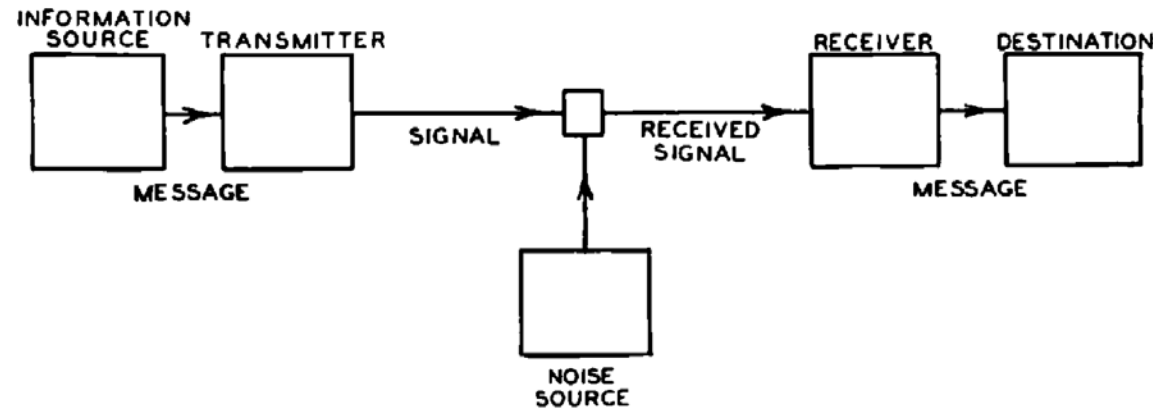 INFORMATION
SOURCE
TRANSMITTER
RECEIVER
DESTINATION
SIGNAL
RECEIVED
SIGNAL
MESSAGE
MESSAGE
NOISE
SOURCE